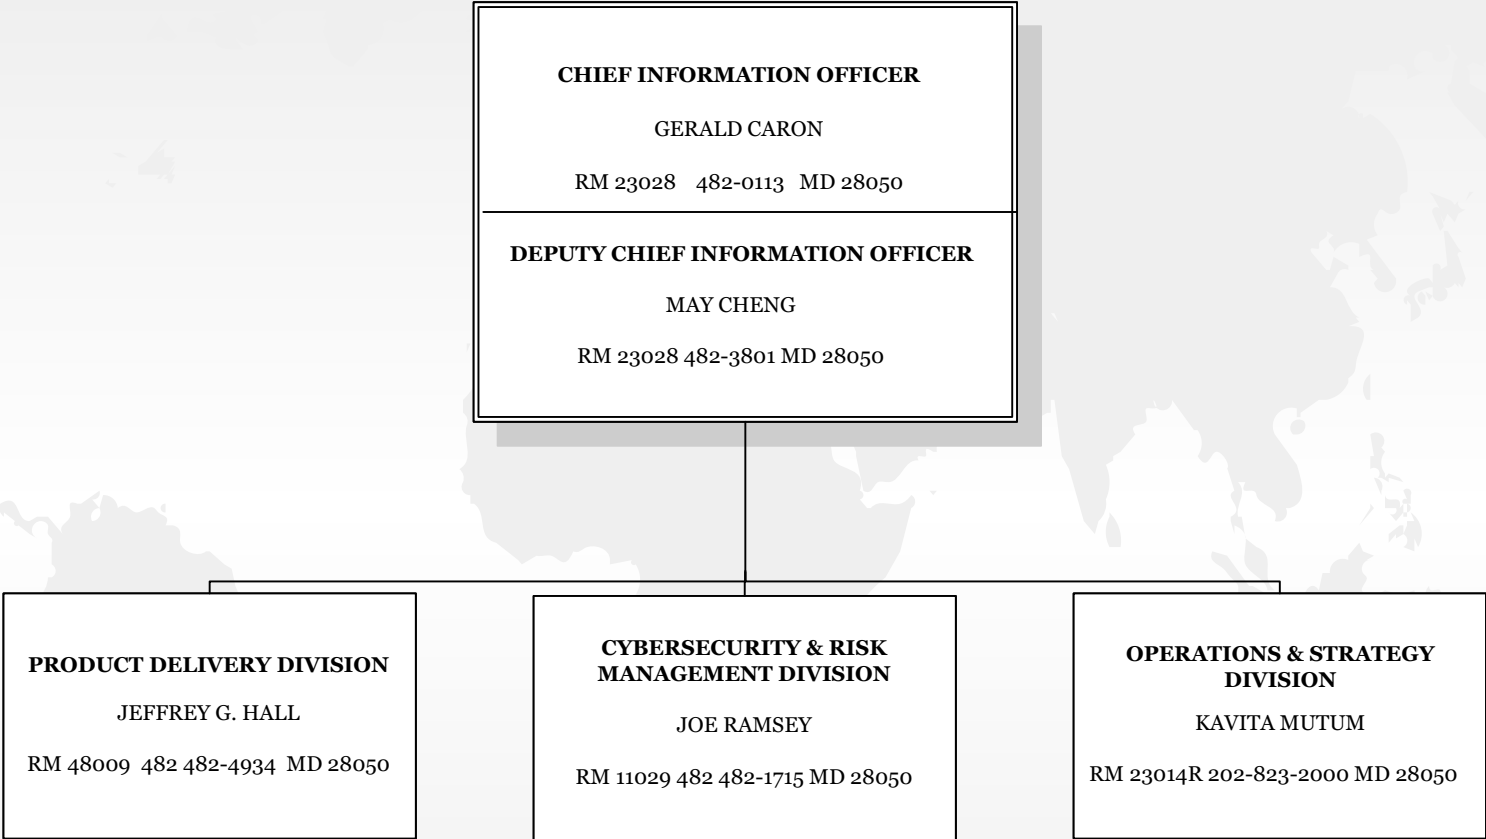 CHIEF INFORMATION OFFICER
GERALD CARON
RM 23028 482-0113 MD 28050
DEPUTY CHIEF INFORMATION OFFICER
MAY CHENG
RM 23028 482-3801 MD 28050
PRODUCT DELIVERY DIVISION
JEFFREY G. HALL
RM 48009 482 482-4934 MD 28050
CYBERSECURITY & RISK
MANAGEMENT DIVISION
JOE RAMSEY
RM 11029 482 482-1715 MD 28050
OPERATIONS & STRATEGY
DIVISION
KAVITA MUTUM
RM 23014R 202-823-2000 MD 28050